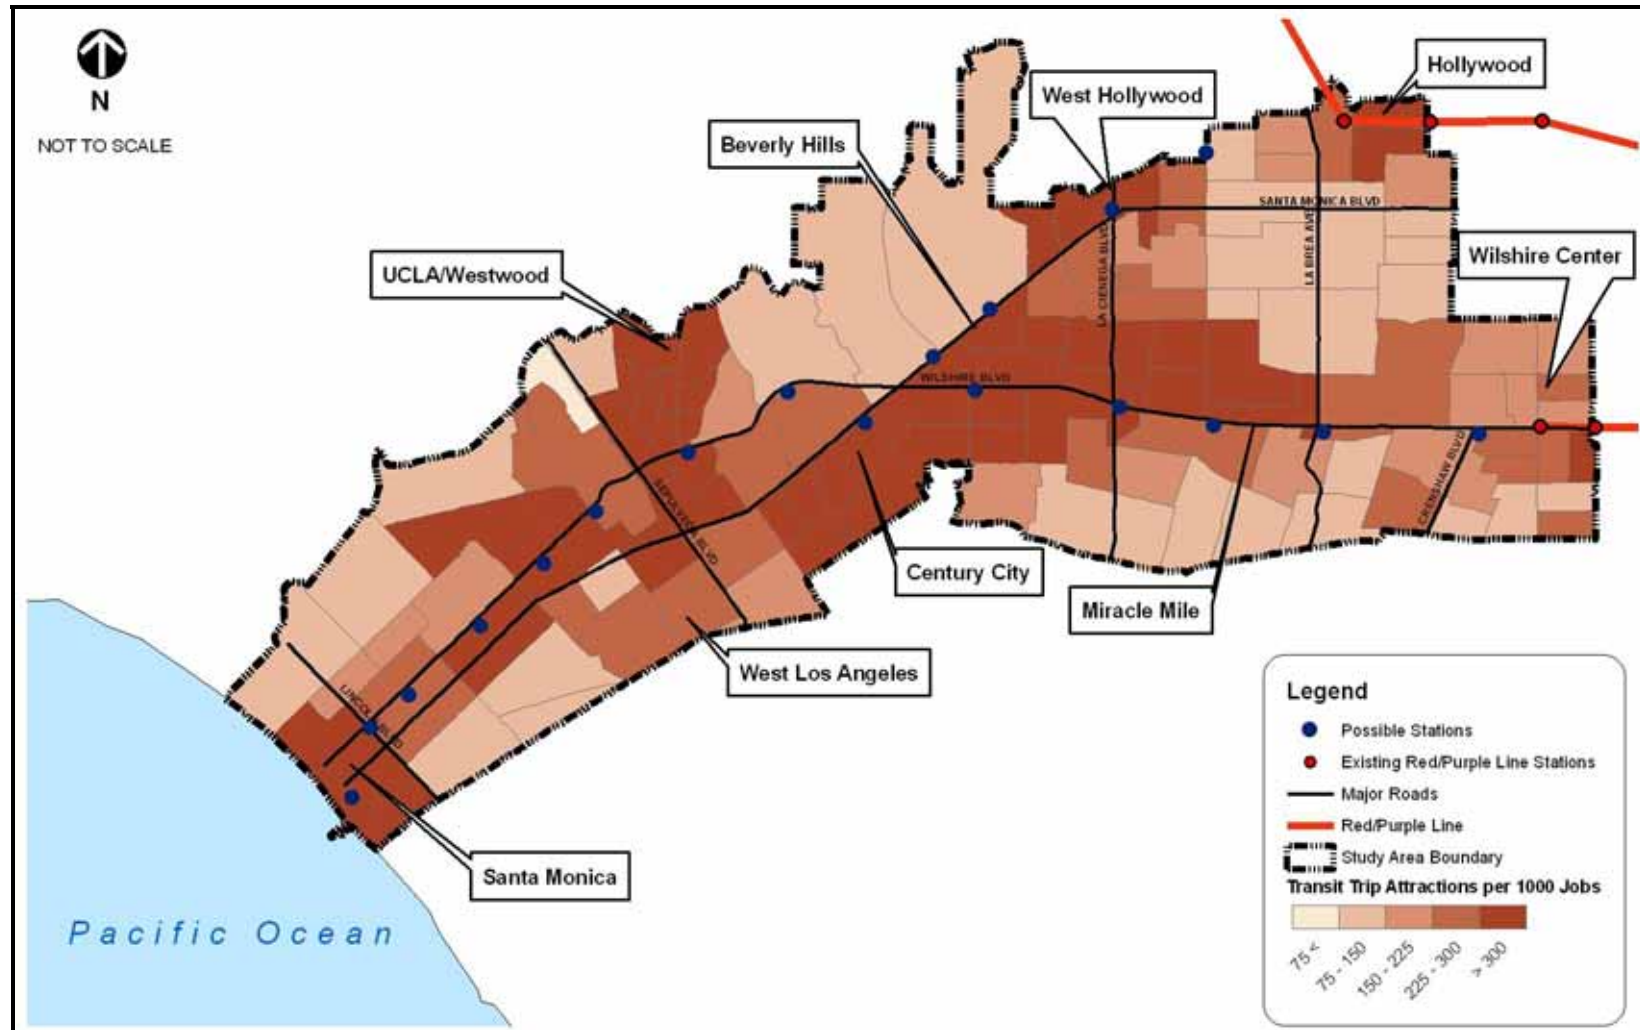 N
NOT TO SCALE
Hollywood
West Hollywood
Beverly Hills
SANTA MONICA BLVD
LA BREA AVE
LA CIENEGA BLVD
Wilshire Center
UCLA/Westwood
WILSHIRE BLVD
CRENSHAW BLVD
SEPULVEDA BLVD
Century City
Miracle Mile
West Los Angeles
LINCOLN BLVD
Santa Monica
Pacific Ocean
Legend
Possible Stations
Existing Red/Purple Line Stations
Major Roads
Red/Purple Line
Study Area Boundary
Transit Trip Attractions per 1000 Jobs
75 <
75 - 150
150 - 225
225 - 300
> 300